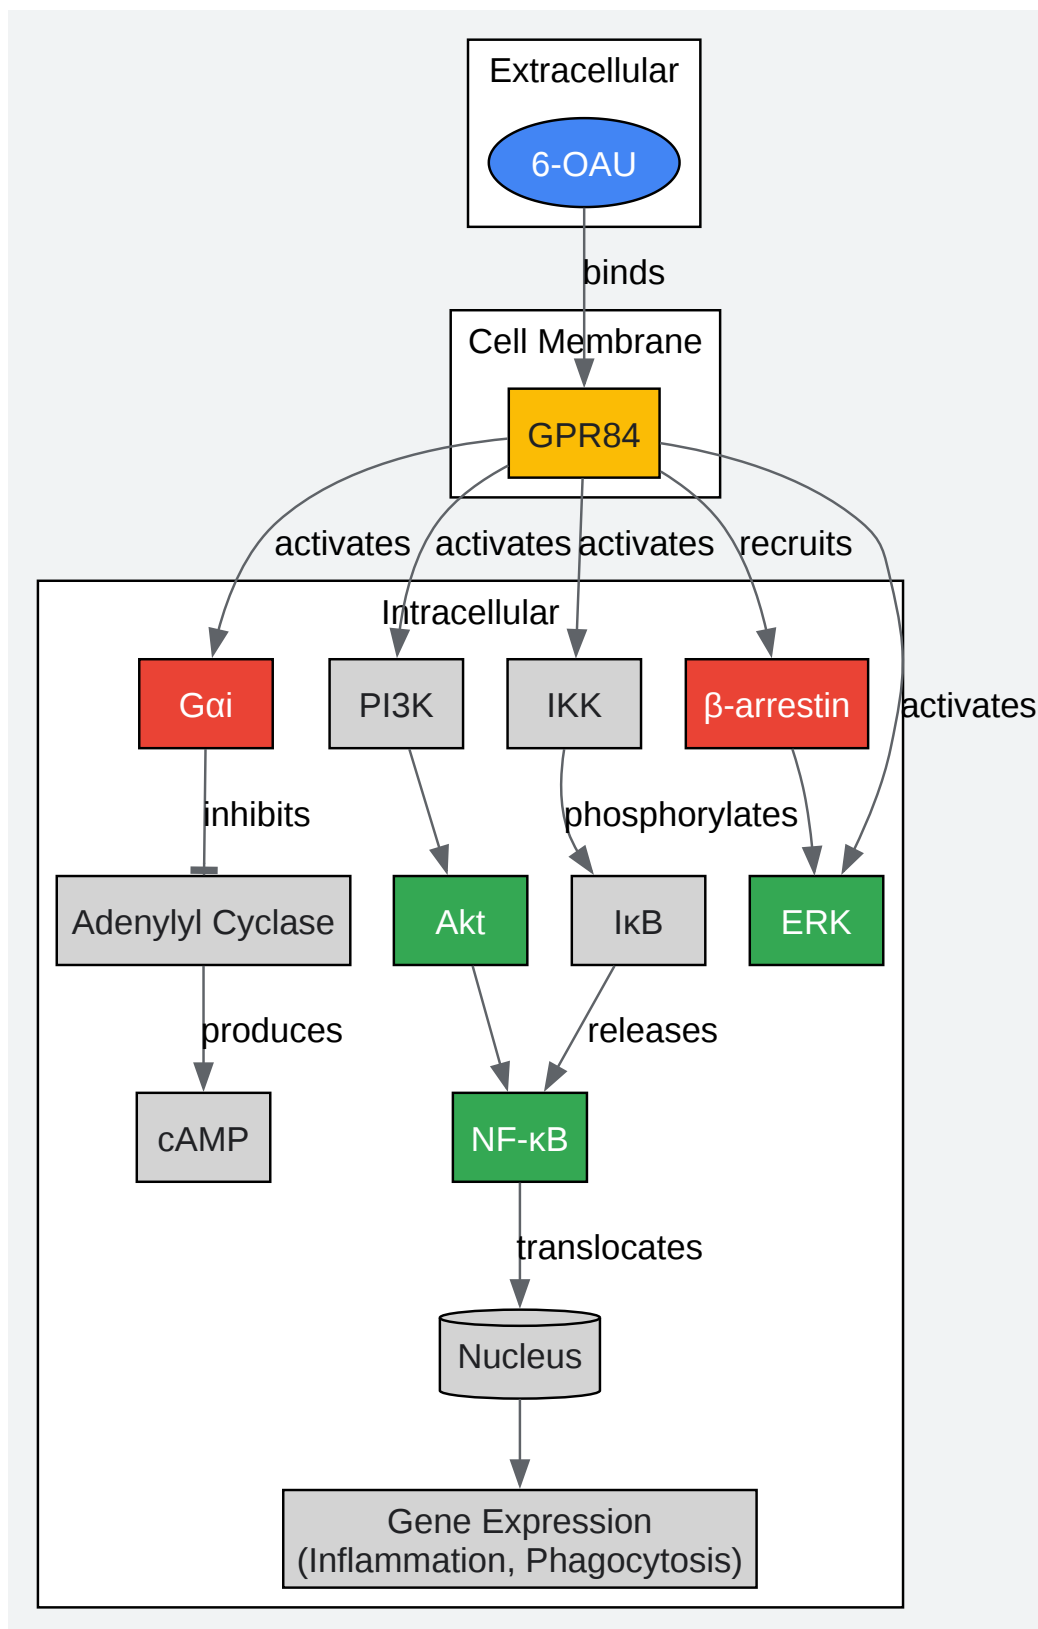 Extracellular
6-OAU
binds
Cell Membrane
GPR84
activates
activates
activates
recruits
Intracellular
Gαi
PI3K
IKK
β-arrestin
activates
inhibits
phosphorylates
Adenylyl Cyclase
Akt
IκB
ERK
produces
releases
cAMP
NF-κB
translocates
Nucleus
Gene Expression
(Inflammation, Phagocytosis)